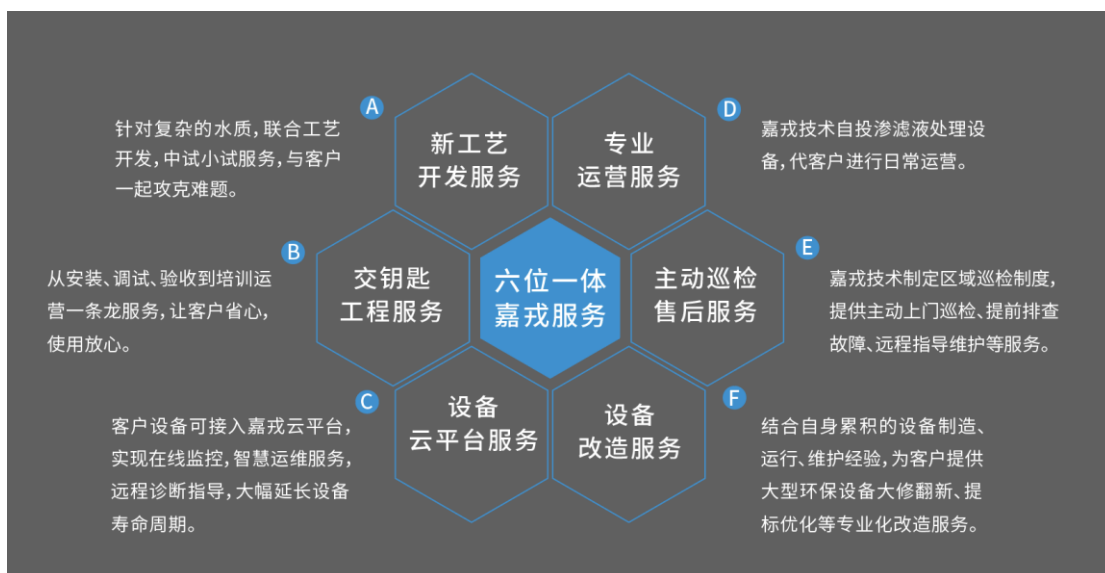 A
针对复杂的水质，联合工艺
开发，中试小试服务，与客户
一起攻克难题。
新工艺
开发服务
专业
运营服务
D
嘉戎技术自投渗滤液处理设
备，代客户进行日常运营。
B
从安装、调试、验收到培训运
营一条龙服务，让客户省心，
使用放心。
交钥匙
工程服务
六位一体
嘉戎服务
主动巡检
售后服务
E
嘉戎技术制定区域巡检制度，
提供主动上门巡检、提前排查
故障、远程指导维护等服务。
C
客户设备可接入嘉戎云平台，
实现在线监控，智慧运维服务，
远程诊断指导，大幅延长设备
寿命周期。
设备
云平台服务
设备
改造服务
F
结合自身累积的设备制造、
运行、维护经验，为客户提供
大型环保设备大修翻新、提
标优化等专业化改造服务。